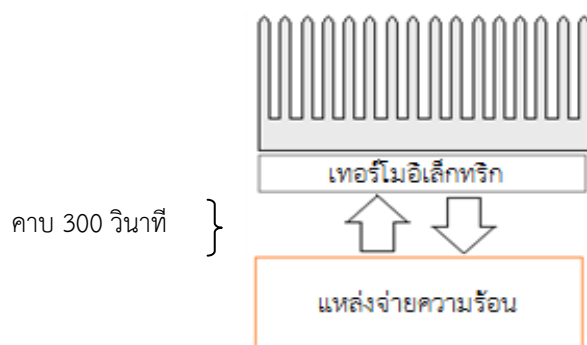 เทอร์โมอิเล็กทริก
คาบ 300 วินาที
แหล่งจ่ายความร้อน